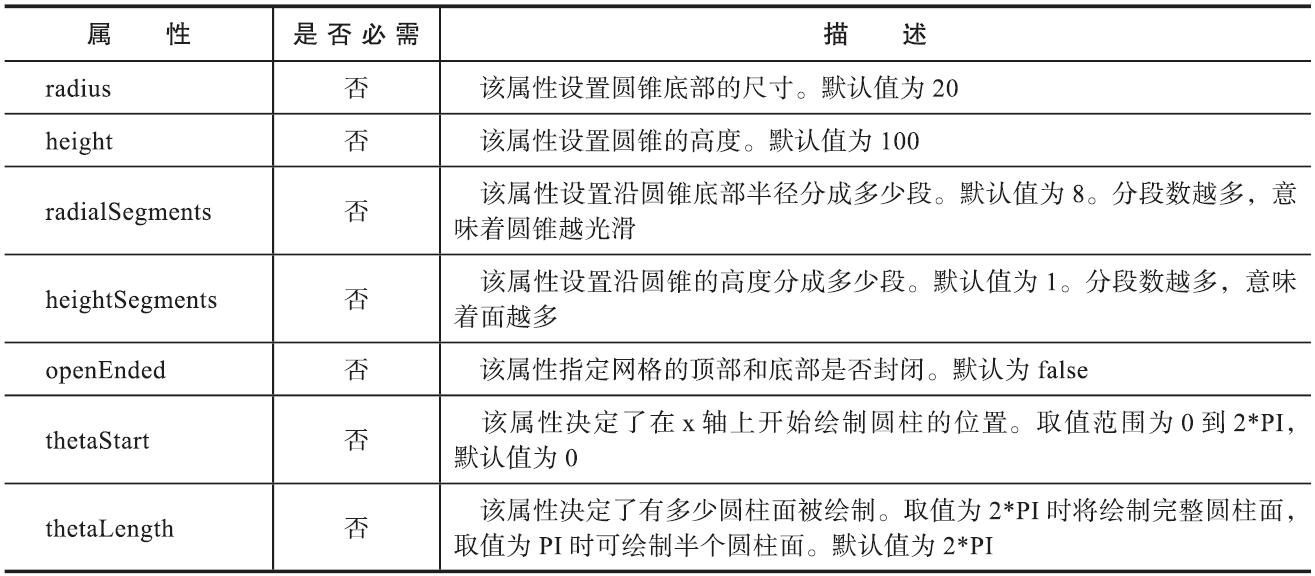 属 性 是否必需 描 述
radius 否 该属性设置圆锥底部的尺寸。默认值为 20
height 否 该属性设置圆锥的高度。默认值为 100
radialSegments 否 该属性设置沿圆锥底部半径分成多少段。默认值为 8。分段数越多，意
味着圆锥越光滑
heightSegments 否 该属性设置沿圆锥的高度分成多少段。默认值为 1。分段数越多，意味
着面越多
openEnded 否 该属性指定网格的顶部和底部是否封闭。默认为 false
thetaStart 否 该属性决定了在 x 轴上开始绘制圆柱的位置。取值范围为 0 到 2*PI，
默认值为 0
thetaLength 否 该属性决定了有多少圆柱面被绘制。取值为 2*PI 时将绘制完整圆柱面，
取值为 PI 时可绘制半个圆柱面。默认值为 2*PI